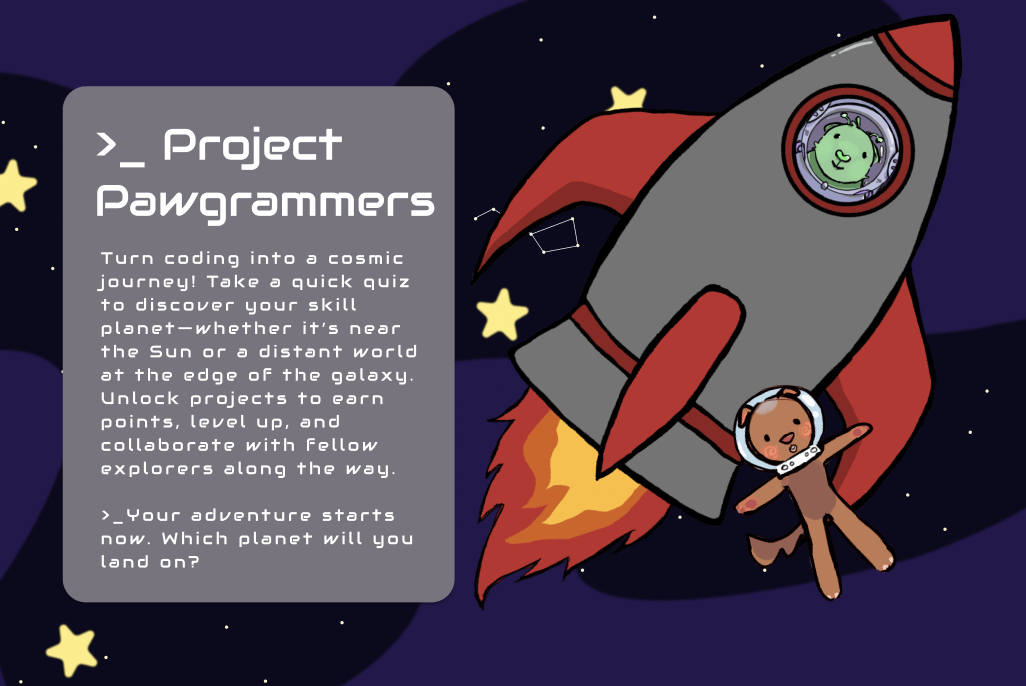 >_ Project
Pawgrammers
Turn coding into a cosmic
journey! Take a quick quiz
to discover your skill
planet—whether it’s near
the Sun or a distant world
at the edge of the galaxy.
Unlock projects to earn
points, level up, and
collaborate with fellow
explorers along the way.
>_Your adventure starts
now. Which planet will you
land on?